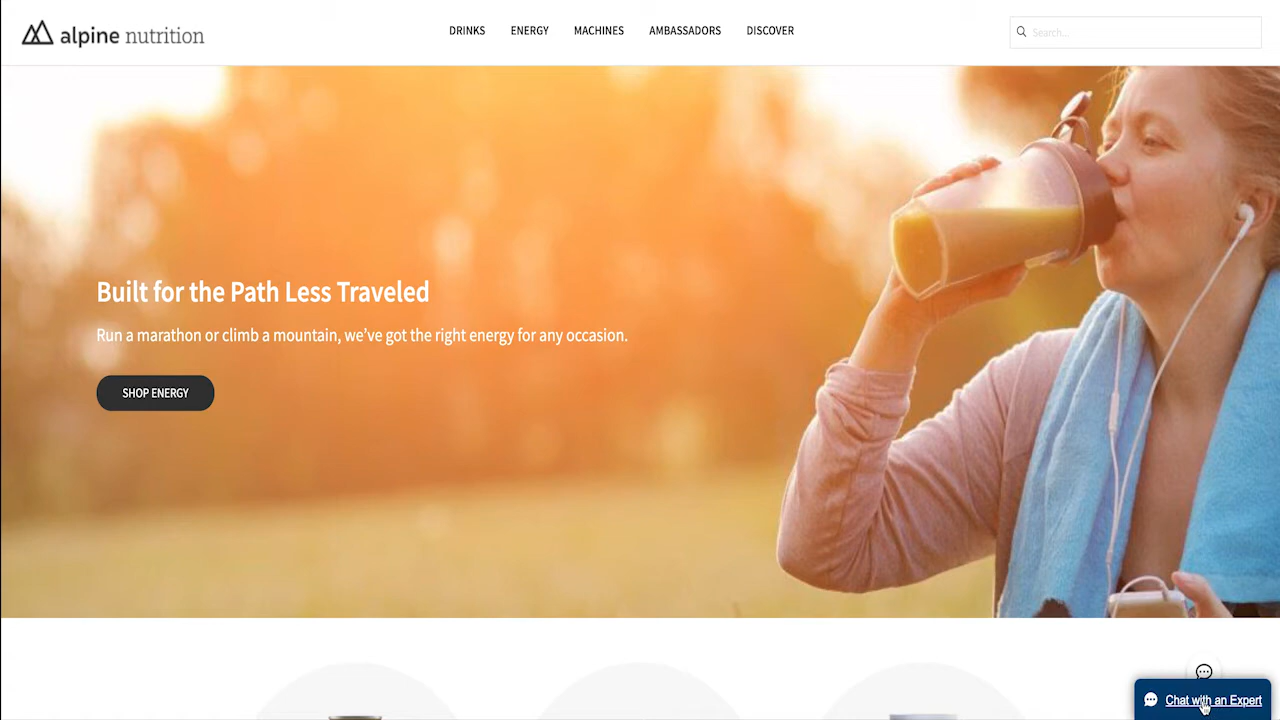 alpine nutrition
DRINKS ENERGY MACHINES AMBASSADORS DISCOVER
Search...
Built for the Path Less Traveled
Run a marathon or climb a mountain, we’ve got the right energy for any occasion.
SHOP ENERGY
Chat with an Expert